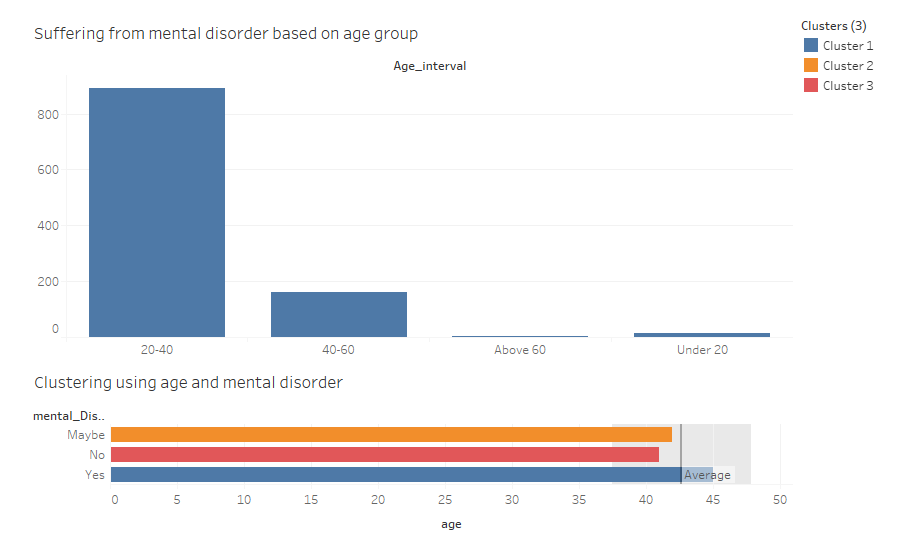 Suffering from mental disorder based on age group
Clusters (3)
Cluster 1
Cluster 2
Cluster 3
Age_interval
800
600
400
200
0
20-40 40-60 Above 60 Under 20
Clustering using age and mental disorder
mental_Dis..
Maybe
No
Yes
Average
0 5 10 15 20 25 30 35 40 45 50
age